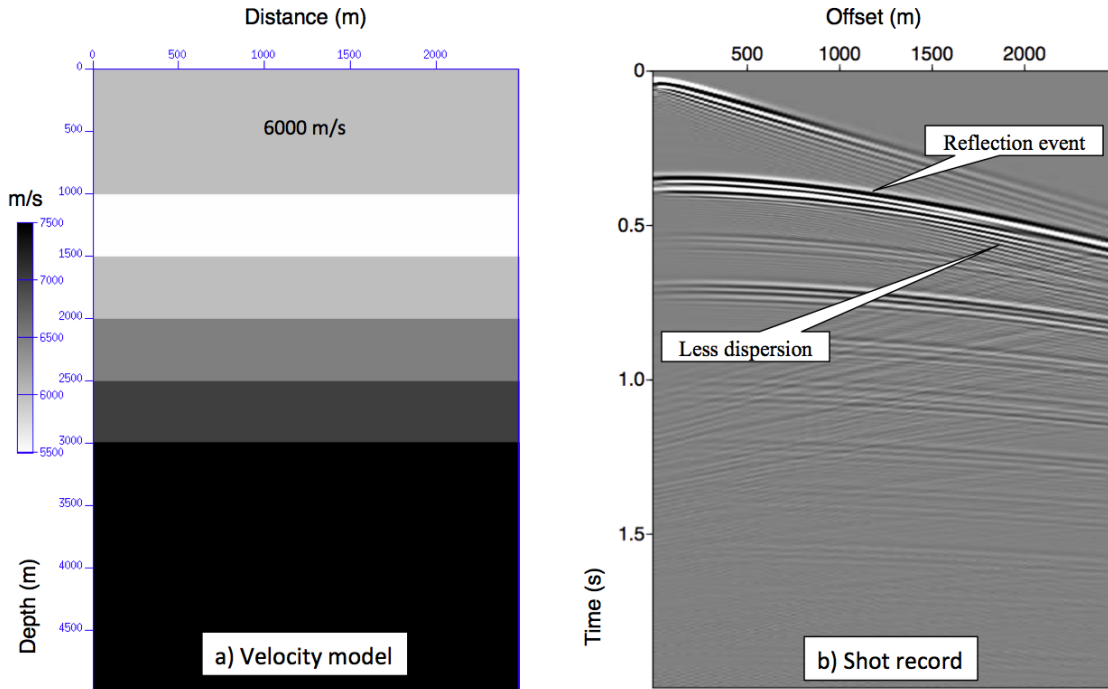 Distance (m)
0 500 1000 1500 2000
0
500
1000
1500
2000
2500
3000
3500
4000
4500
6000 m/s
m/s
7500
7000
6500
6000
5500
Depth (m)
a) Velocity model
Offset (m)
500 1000 1500 2000
0
0.5
1.0
1.5
Reflection event
Less dispersion
Time (s)
b) Shot record